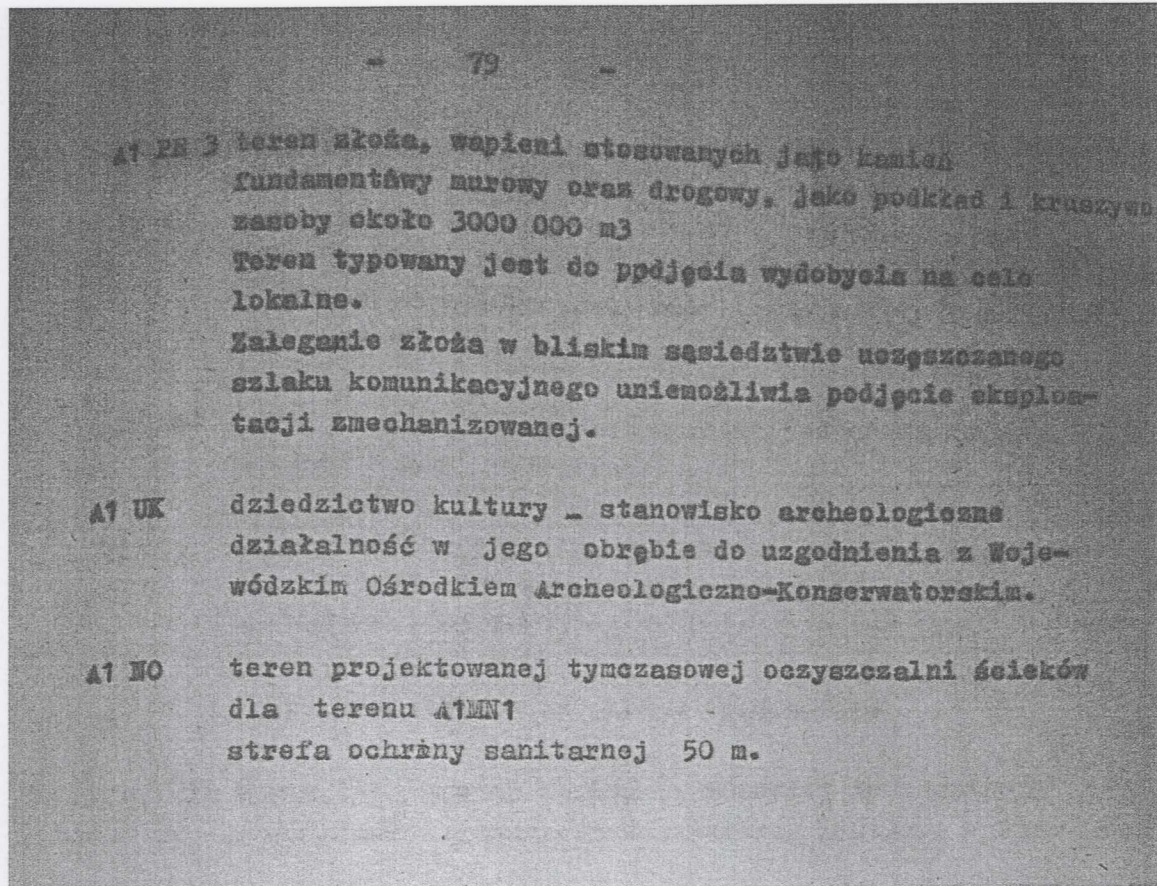 - 79 -
A1 PE 3 teren złoża, wapieni stosowanych jako kamień
fundamentâwy murowy oraz drogowy, jako podkład i kruszywo
zasoby około 3000 000 m3
Teren typowany jest do ppdjęcia wydobycia na cele
lokalne.
Zaleganie złoża w bliskim sąsiedztwie uczęszczanego
szlaku komunikacyjnego uniemożliwia podjęcie eksploa-
tacji zmechanizowanej.
A1 UK dziedzictwo kultury _ stanowisko archeologiczne
działalność w jego obrębie do uzgodnienia z Woje-
wódzkim Ośrodkiem Archeologiczno-Konserwatorskim.
A1 NO teren projektowanej tymczasowej oczyszczalni ścieków
dla terenu A1MN1
strefa ochrâny sanitarnej 50 m.